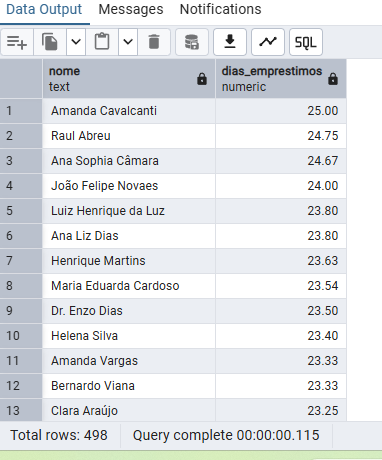 Data Output Messages Notifications
SQL
nome dias_emprestimos
text numeric
1 Amanda Cavalcanti 25.00
2 Raul Abreu 24.75
3 Ana Sophia Câmara 24.67
4 João Felipe Novaes 24.00
5 Luiz Henrique da Luz 23.80
6 Ana Liz Dias 23.80
7 Henrique Martins 23.63
8 Maria Eduarda Cardoso 23.54
9 Dr. Enzo Dias 23.50
10 Helena Silva 23.40
11 Amanda Vargas 23.33
12 Bernardo Viana 23.33
13 Clara Araújo 23.25
Total rows: 498 Query complete 00:00:00.115